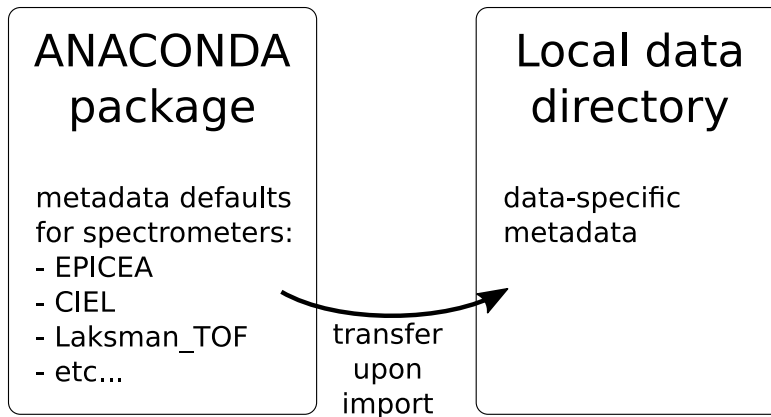 ANACONDA
package
metadata defaults
for spectrometers:
- EPICEA
- CIEL
- Laksman_TOF
- etc...
transfer
upon
import
Local data
directory
data-specific
metadata